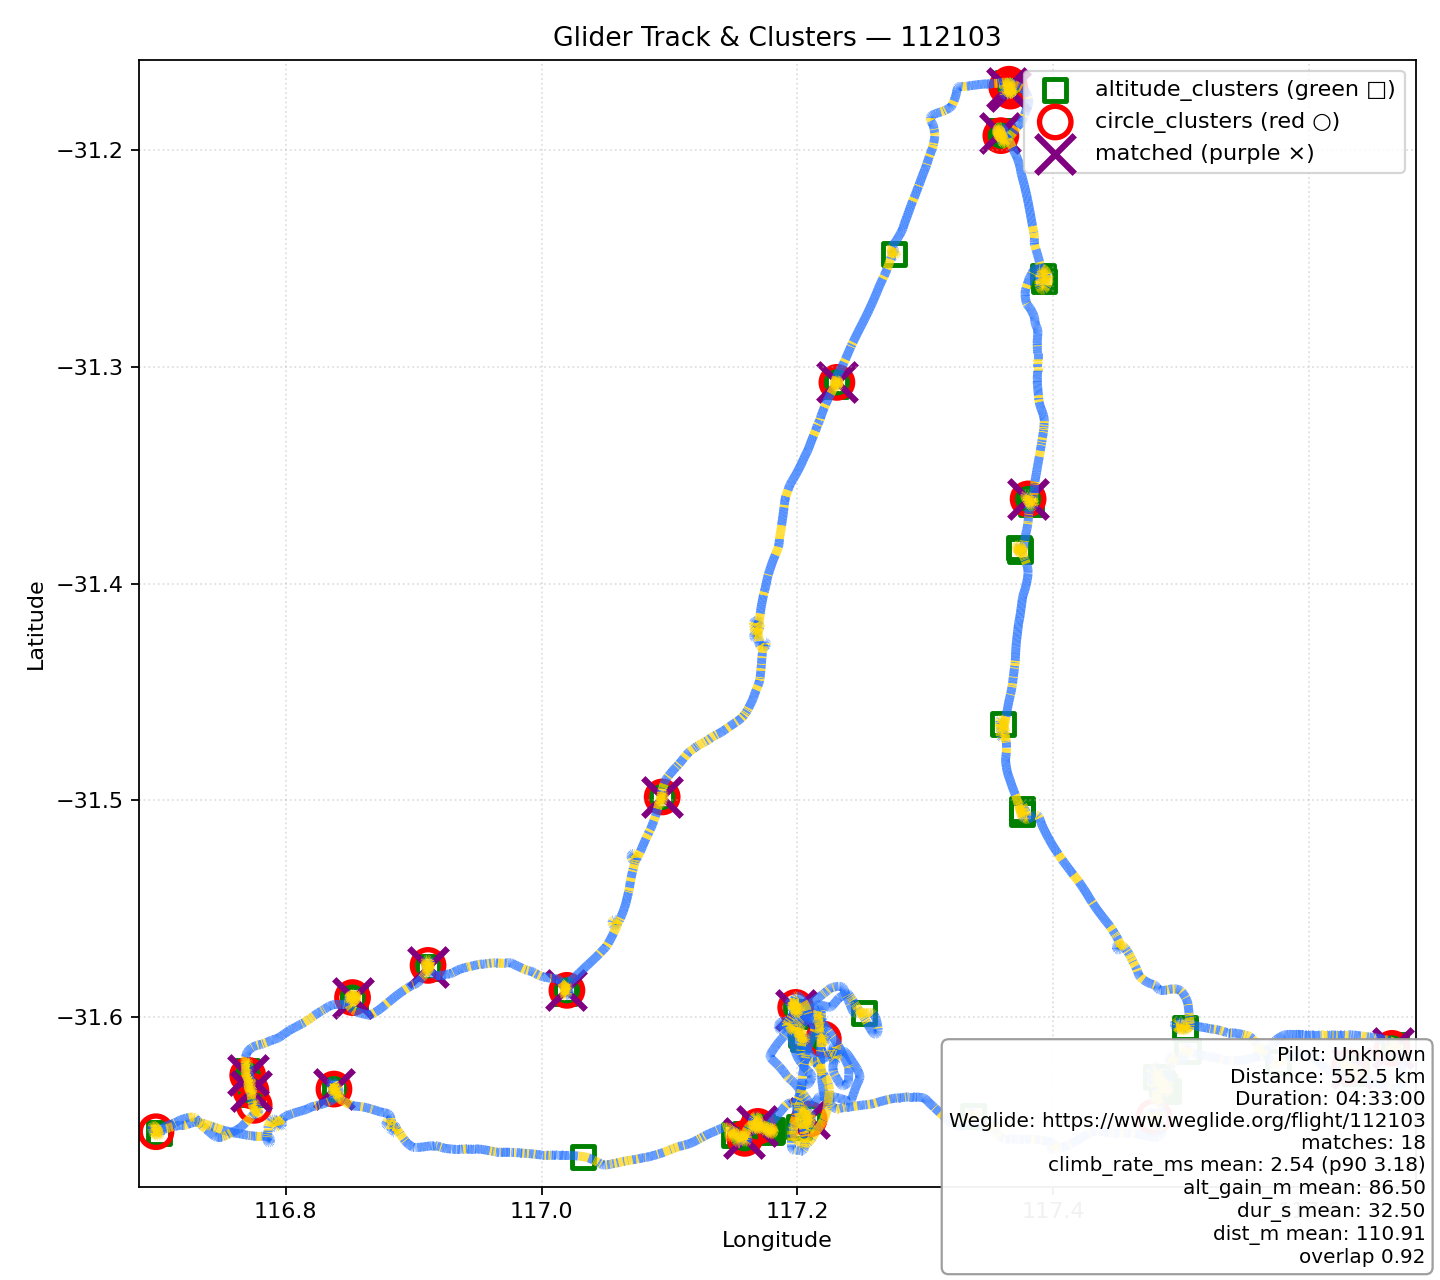 Glider Track & Clusters — 112103
altitude_clusters (green □)
circle_clusters (red ○)
matched (purple ×)
−31.2
−31.3
−31.4
−31.5
−31.6
Latitude
116.8
117.0
117.2
117.4
Longitude
Pilot: Unknown
Distance: 552.5 km
Duration: 04:33:00
Weglide: https://www.weglide.org/flight/112103
matches: 18
climb_rate_ms mean: 2.54 (p90 3.18)
alt_gain_m mean: 86.50
dur_s mean: 32.50
dist_m mean: 110.91
overlap 0.92